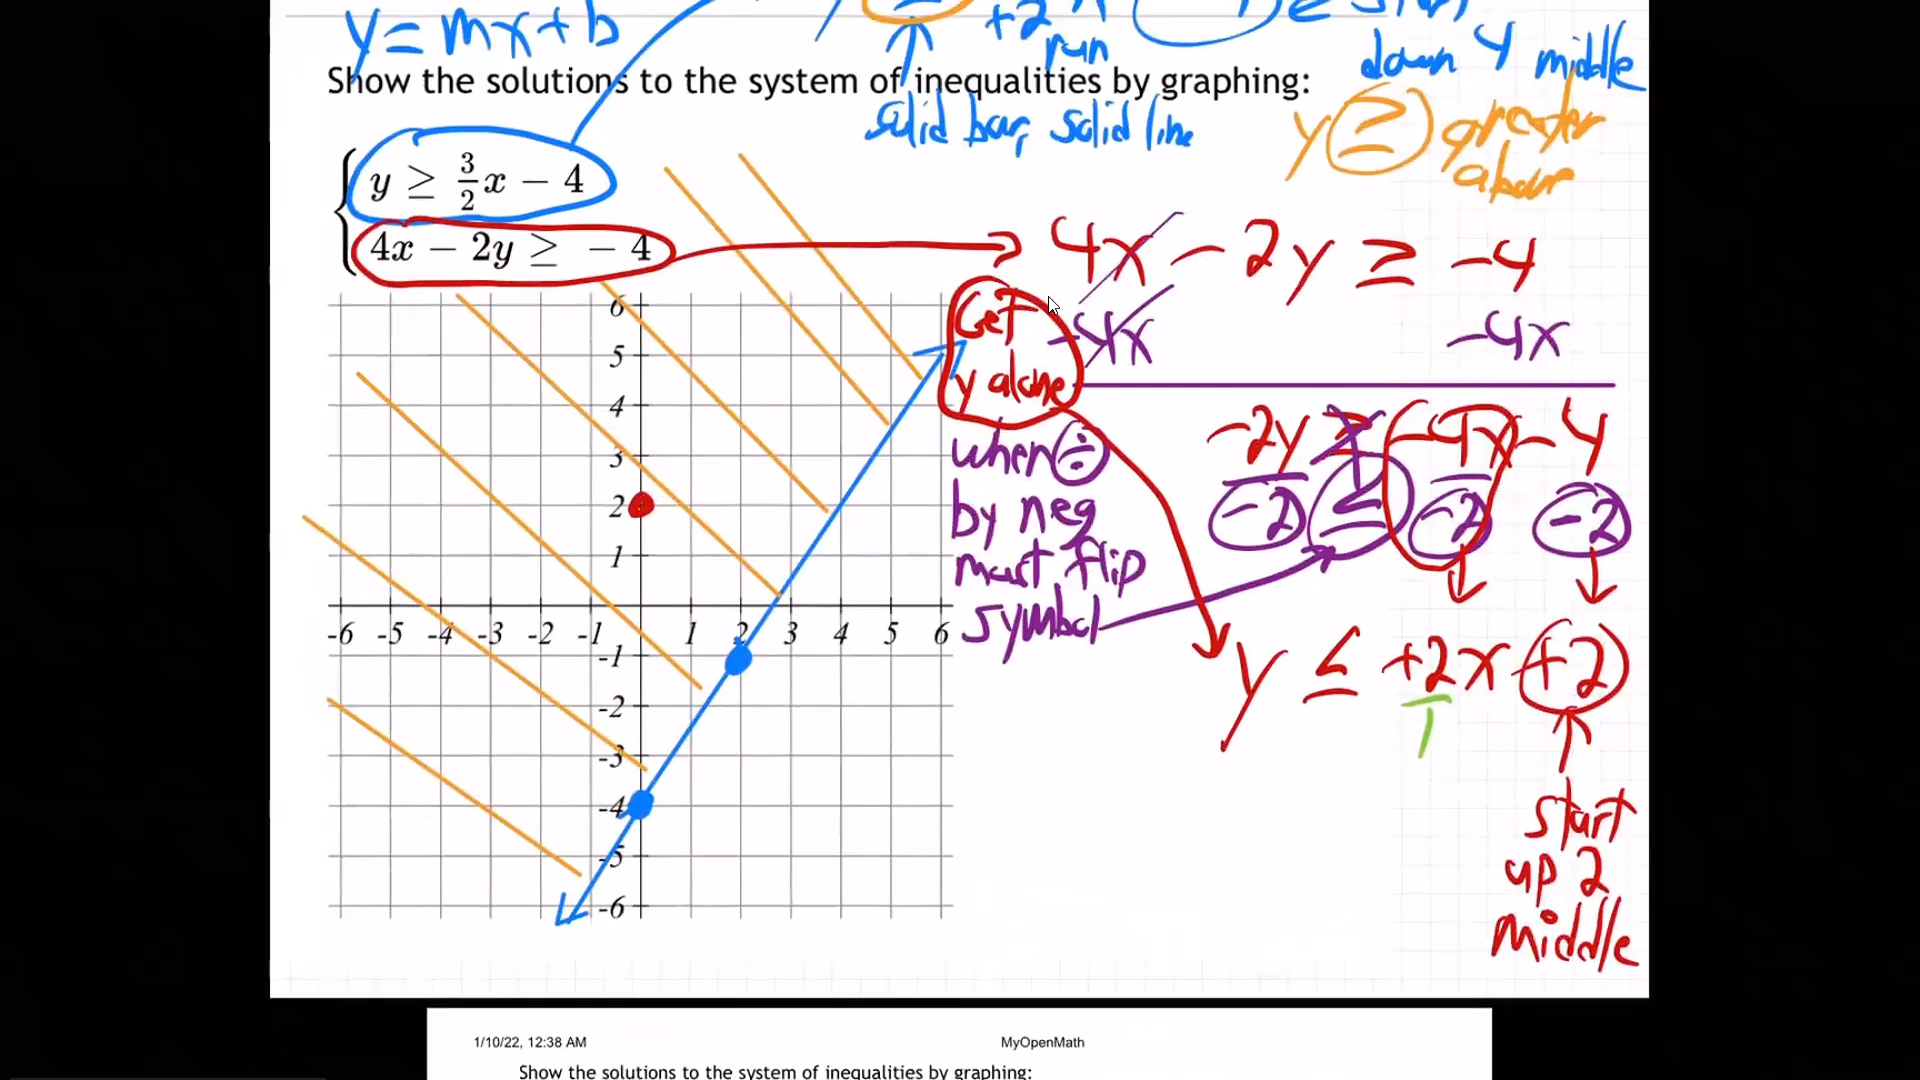 y = mx + b
+2
run
down 4 middle
Show the solutions to the system of inequalities by graphing:
solid bar, solid line
y ≥ greater
above
y ≥ 3/2 x − 4
4x − 2y ≥ − 4
4x − 2y ≥ −4
−4x −4x
Get
y alone
−2y ≥ −4x − 4
−2 ≤ −2 −2
when ÷
by neg
must flip
symbol
y ≤ +2x +2
1
start
up 2
middle
6
5
4
3
2
1
-6 -5 -4 -3 -2 -1 1 2 3 4 5 6
-1
-2
-3
-4
-5
-6
1/10/22, 12:38 AM MyOpenMath
Show the solutions to the system of inequalities by graphing: